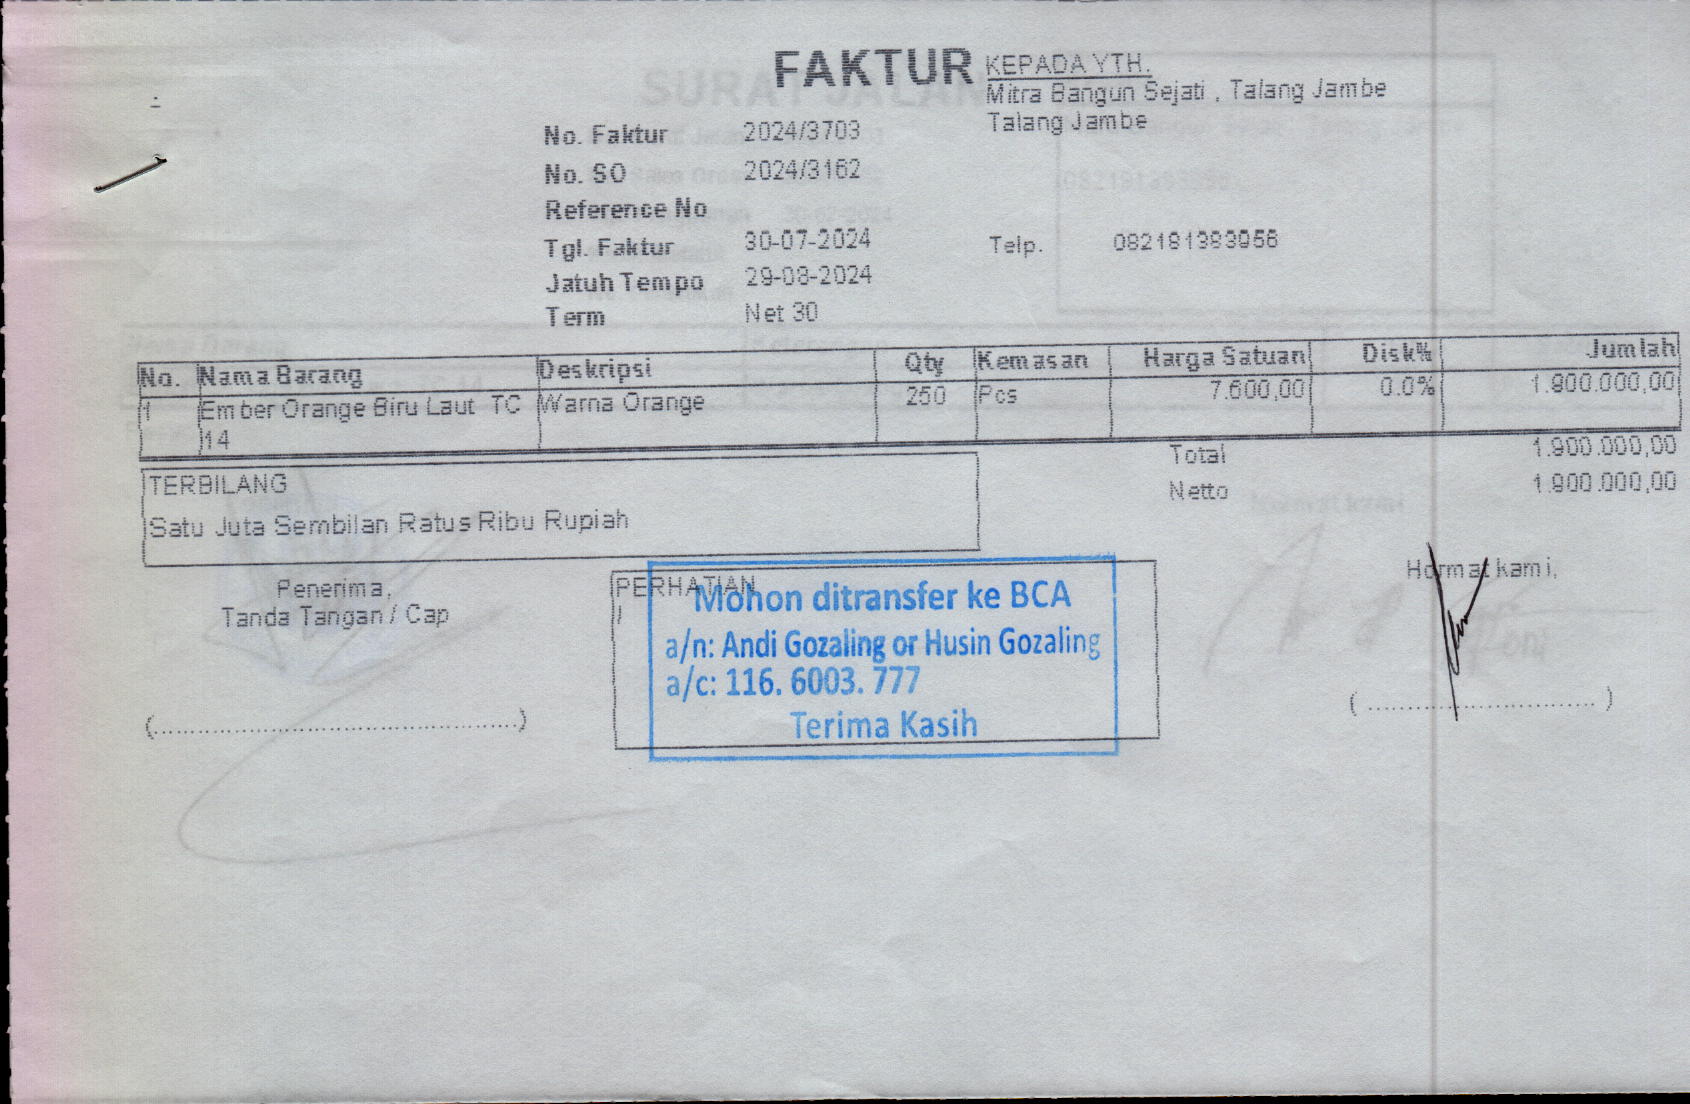 FAKTUR
KEPADA YTH.
Mitra Bangun Sejati , Talang Jambe
Talang Jambe
No. Faktur 2024/3703
No. SO 2024/3162
Reference No
Tgl. Faktur 30-07-2024
Telp. 082181383956
Jatuh Tempo 29-08-2024
Term Net 30
No. Nama Barang Deskripsi Qty Kemasan Harga Satuan Disk% Jumlah
1 Ember Orange Biru Laut TC Warna Orange 250 Pcs 7.600,00 0.0% 1.900.000,00
14
Total 1.900.000,00
Netto 1.900.000,00
TERBILANG
Satu Juta Sembilan Ratus Ribu Rupiah
Penerima,
Tanda Tangan / Cap
(........................................)
PERHATIAN
Mohon ditransfer ke BCA
a/n: Andi Gozaling or Husin Gozaling
a/c: 116. 6003. 777
Terima Kasih
Hormat kami,
( ............................ )
SURAT JALAN